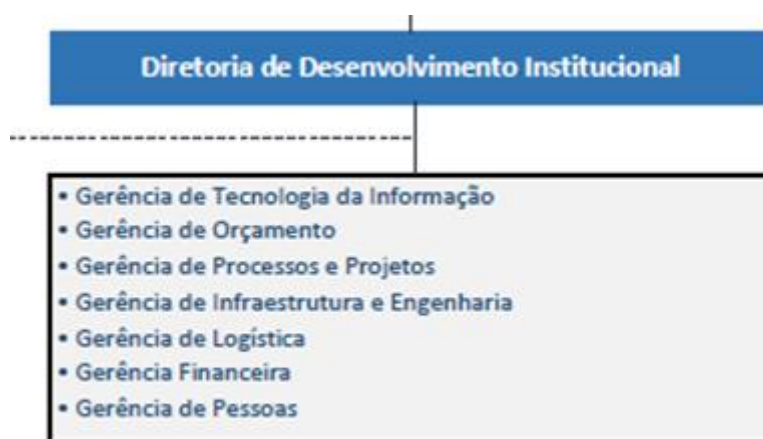 Diretoria de Desenvolvimento Institucional
• Gerência de Tecnologia da Informação
• Gerência de Orçamento
• Gerência de Processos e Projetos
• Gerência de Infraestrutura e Engenharia
• Gerência de Logística
• Gerência Financeira
• Gerência de Pessoas